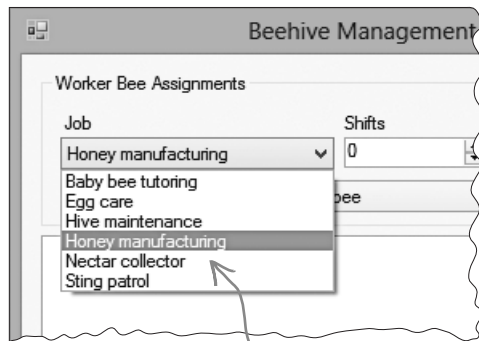 Beehive Management
Worker Bee Assignments
Job
Shifts
Honey manufacturing
0
Baby bee tutoring
Egg care
bee
Hive maintenance
Honey manufacturing
Nectar collector
Sting patrol